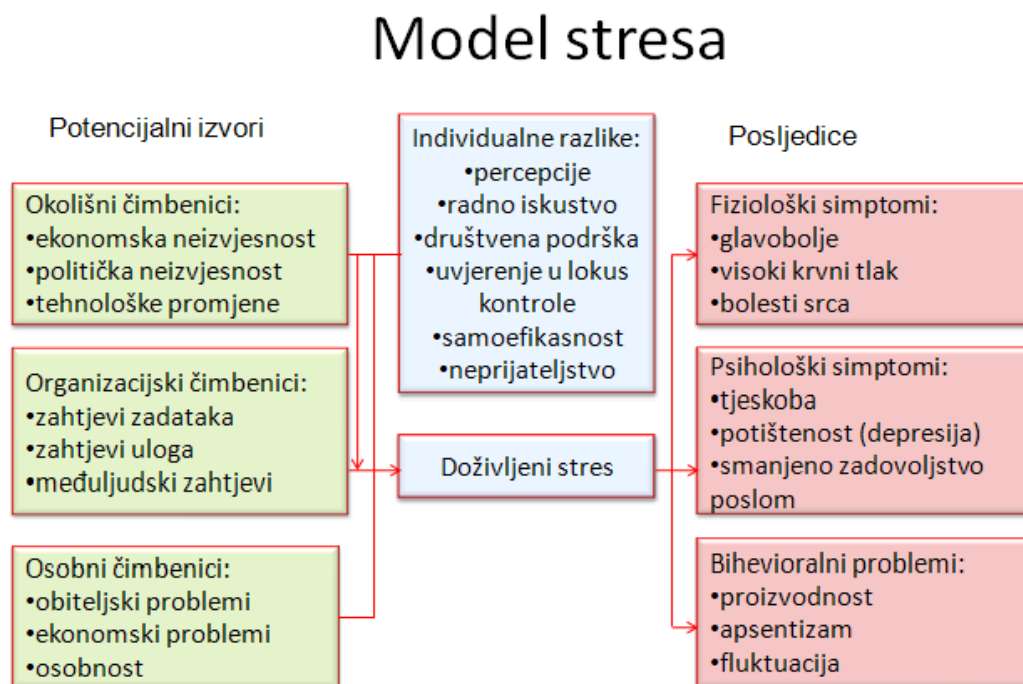 Model stresa
Potencijalni izvori
Okolišni čimbenici:
•ekonomska neizvjesnost
•politička neizvjesnost
•tehnološke promjene
Organizacijski čimbenici:
•zahtjevi zadataka
•zahtjevi uloga
•međuljudski zahtjevi
Osobni čimbenici:
•obiteljski problemi
•ekonomski problemi
•osobnost
Individualne razlike:
•percepcije
•radno iskustvo
•društvena podrška
•uvjerenje u lokus
kontrole
•samoefikasnost
•neprijateljstvo
Doživljeni stres
Posljedice
Fiziološki simptomi:
•glavobolje
•visoki krvni tlak
•bolesti srca
Psihološki simptomi:
•tjeskoba
•potištenost (depresija)
•smanjeno zadovoljstvo
poslom
Bihevioralni problemi:
•proizvodnost
•apsentizam
•fluktuacija